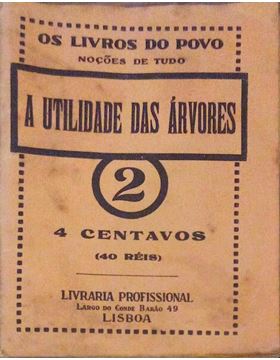 OS LIVROS DO POVO
NOÇÕES DE TUDO
A UTILIDADE DAS ÁRVORES
2
4 CENTAVOS
(40 RÉIS)
LIVRARIA PROFISSIONAL
LARGO DO CONDE BARÃO 49
LISBOA